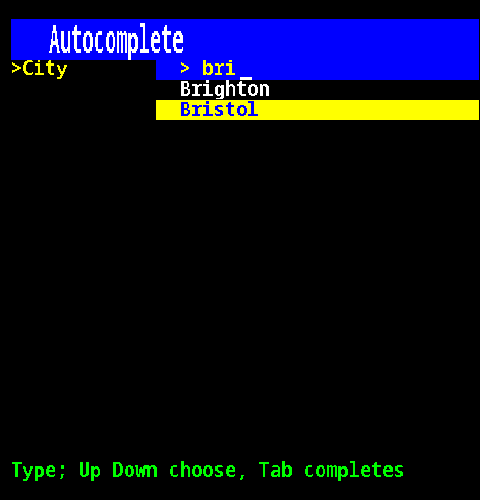 Autocomplete
>City > bri_
Brighton
Bristol
Type; Up Down choose, Tab completes